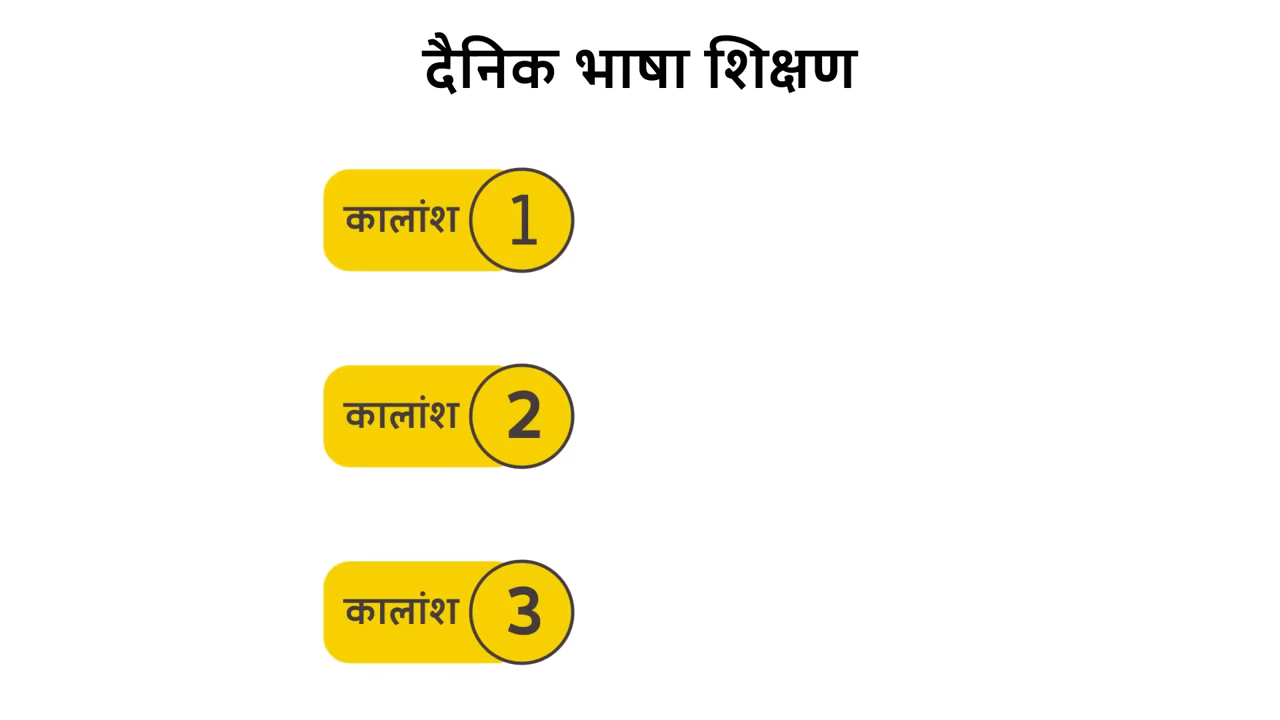 दैनिक भाषा शिक्षण
कालांश 1
कालांश 2
कालांश 3